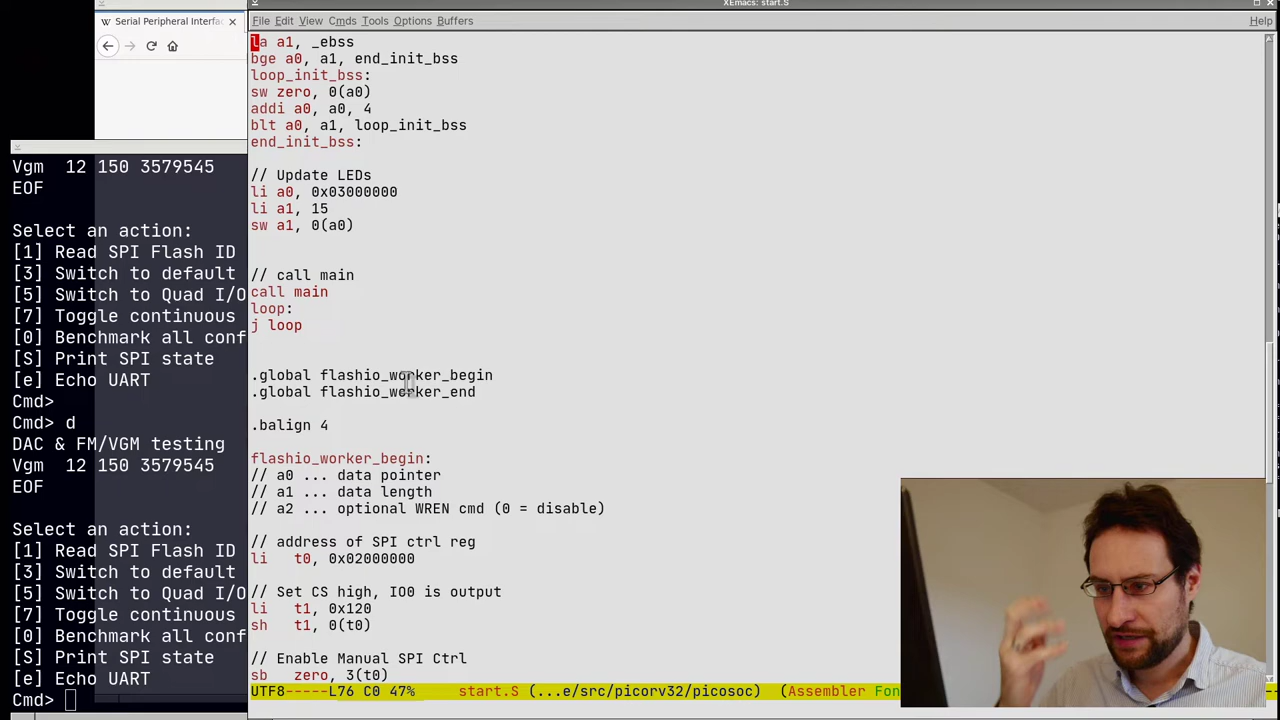 XEmacs: start.S
W Serial Peripheral Interfa
File Edit View Cmds Tools Options Buffers Help
la a1, _ebss
bge a0, a1, end_init_bss
loop_init_bss:
sw zero, 0(a0)
addi a0, a0, 4
blt a0, a1, loop_init_bss
end_init_bss:
// Update LEDs
li a0, 0x03000000
li a1, 15
sw a1, 0(a0)
// call main
call main
loop:
j loop
.global flashio_worker_begin
.global flashio_worker_end
.balign 4
flashio_worker_begin:
// a0 ... data pointer
// a1 ... data length
// a2 ... optional WREN cmd (0 = disable)
// address of SPI ctrl reg
li   t0, 0x02000000
// Set CS high, IO0 is output
li   t1, 0x120
sh   t1, 0(t0)
// Enable Manual SPI Ctrl
sb   zero, 3(t0)
UTF8-----L76 C0 47%     start.S (...e/src/picorv32/picosoc)   (Assembler Fon
Vgm  12 150 3579545
EOF
Select an action:
[1] Read SPI Flash ID
[3] Switch to default
[5] Switch to Quad I/O
[7] Toggle continuous
[0] Benchmark all conf
[S] Print SPI state
[e] Echo UART
Cmd>
Cmd> d
DAC & FM/VGM testing
Vgm  12 150 3579545
EOF
Select an action:
[1] Read SPI Flash ID
[3] Switch to default
[5] Switch to Quad I/O
[7] Toggle continuous
[0] Benchmark all conf
[S] Print SPI state
[e] Echo UART
Cmd>